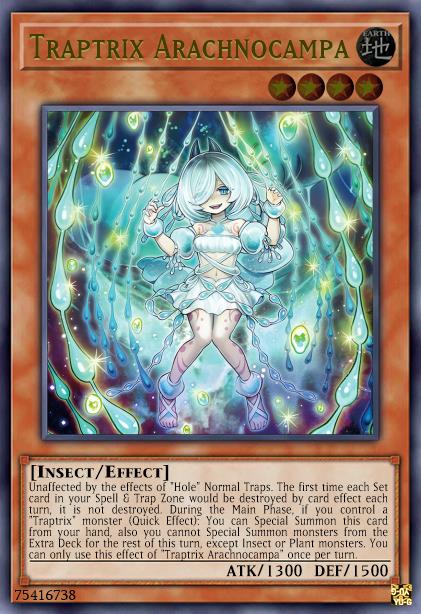 Traptrix Arachnocampa
EARTH
地
[Insect/Effect]
Unaffected by the effects of "Hole" Normal Traps. The first time each Set
card in your Spell & Trap Zone would be destroyed by card effect each
turn, it is not destroyed. During the Main Phase, if you control a
"Traptrix" monster (Quick Effect): You can Special Summon this card
from your hand, also you cannot Special Summon monsters from the
Extra Deck for the rest of this turn, except Insect or Plant monsters. You
can only use this effect of "Traptrix Arachnocampa" once per turn.
ATK/1300 DEF/1500
75416738